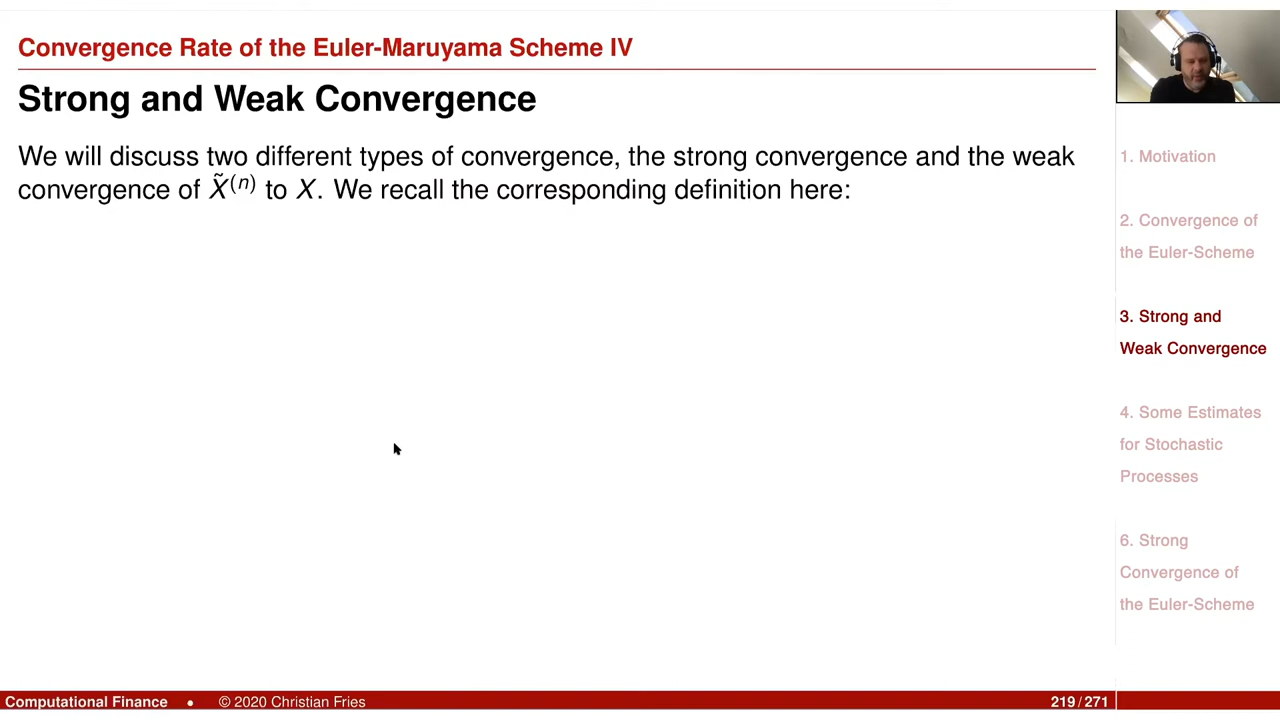 Convergence Rate of the Euler-Maruyama Scheme IV
Strong and Weak Convergence
We will discuss two different types of convergence, the strong convergence and the weak
convergence of X̃⁽ⁿ⁾ to X. We recall the corresponding definition here:
1. Motivation
2. Convergence of
the Euler-Scheme
3. Strong and
Weak Convergence
4. Some Estimates
for Stochastic
Processes
6. Strong
Convergence of
the Euler-Scheme
Computational Finance • © 2020 Christian Fries 219 / 271